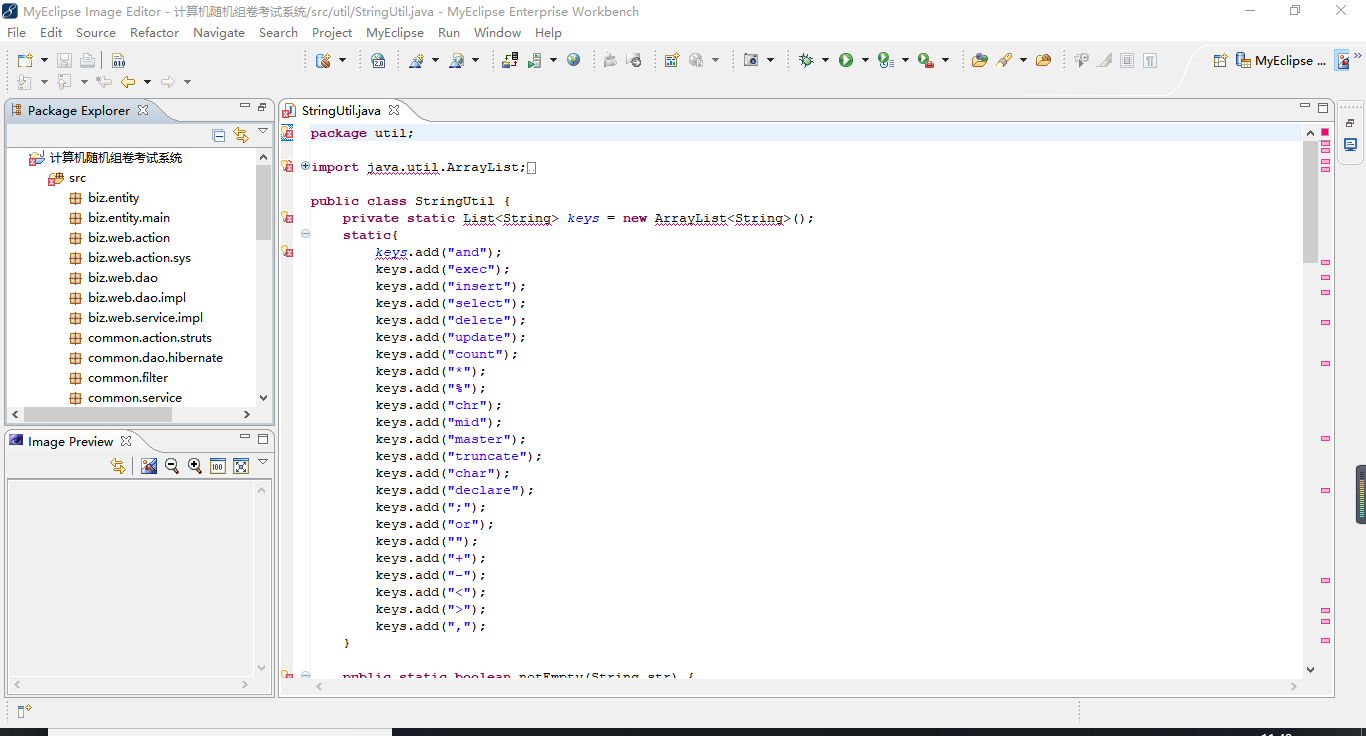 MyEclipse Image Editor - 计算机随机组卷考试系统/src/util/StringUtil.java - MyEclipse Enterprise Workbench
File Edit Source Refactor Navigate Search Project MyEclipse Run Window Help
MyEclipse ...
Package Explorer
计算机随机组卷考试系统
src
biz.entity
biz.entity.main
biz.web.action
biz.web.action.sys
biz.web.dao
biz.web.dao.impl
biz.web.service.impl
common.action.struts
common.dao.hibernate
common.filter
common.service
Image Preview
StringUtil.java
package util;
import java.util.ArrayList;
public class StringUtil {
private static List<String> keys = new ArrayList<String>();
static{
keys.add("and");
keys.add("exec");
keys.add("insert");
keys.add("select");
keys.add("delete");
keys.add("update");
keys.add("count");
keys.add("*");
keys.add("%");
keys.add("chr");
keys.add("mid");
keys.add("master");
keys.add("truncate");
keys.add("char");
keys.add("declare");
keys.add(";");
keys.add("or");
keys.add("");
keys.add("+");
keys.add("-");
keys.add("<");
keys.add(">");
keys.add(",");
}
public static boolean notEmpty(String str) {